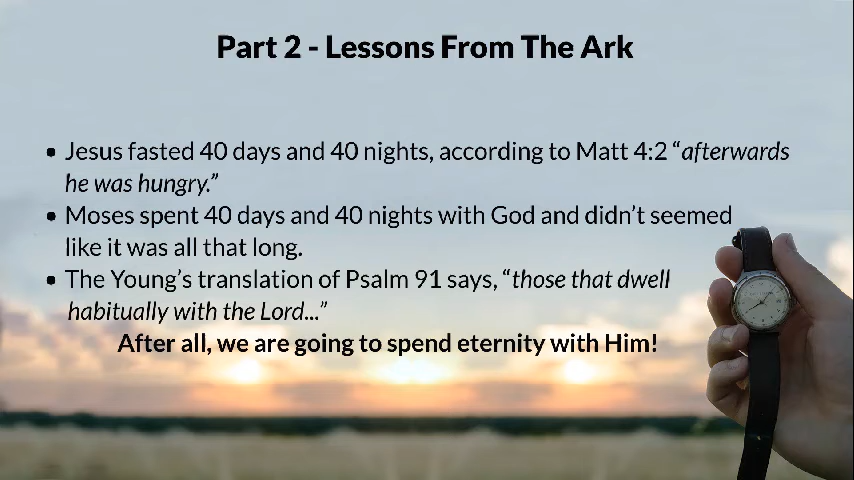 Part 2 - Lessons From The Ark
• Jesus fasted 40 days and 40 nights, according to Matt 4:2 “afterwards
he was hungry.”
• Moses spent 40 days and 40 nights with God and didn’t seemed
like it was all that long.
• The Young’s translation of Psalm 91 says, “those that dwell
habitually with the Lord...”
After all, we are going to spend eternity with Him!